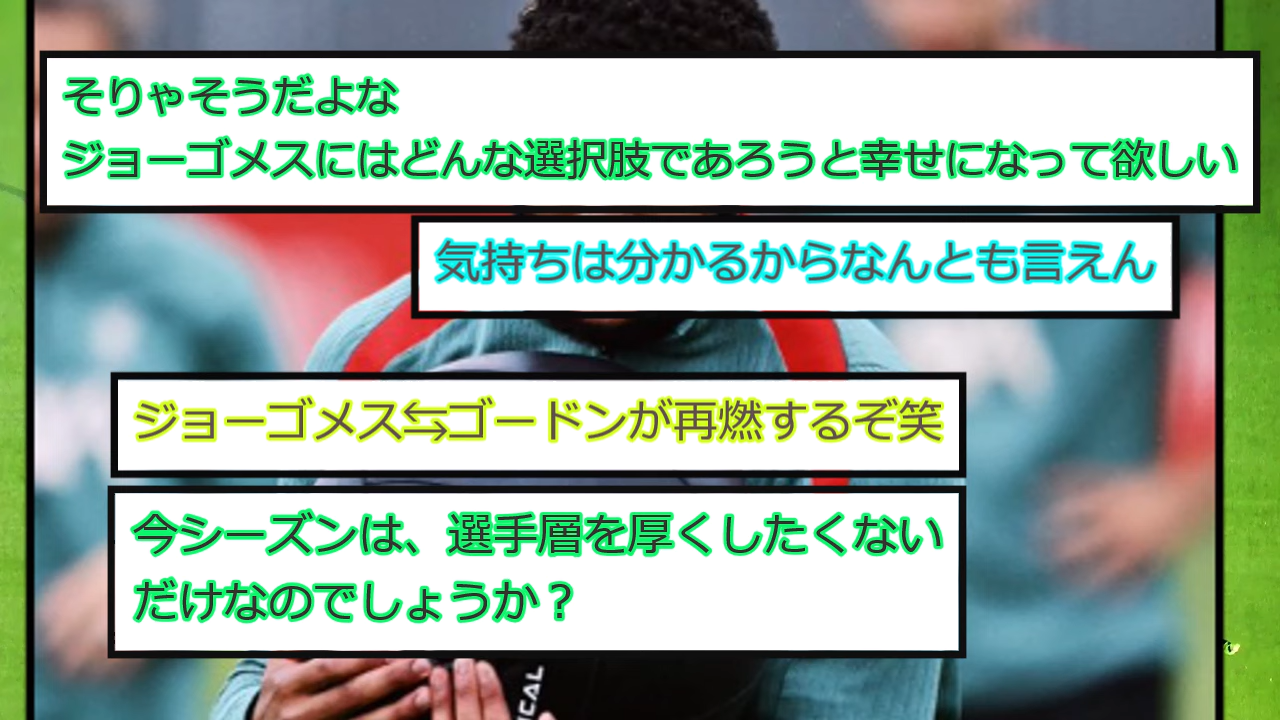 そりゃそうだよな
ジョーゴメスにはどんな選択肢であろうと幸せになって欲しい
気持ちは分かるからなんとも言えん
ジョーゴメス⇆ゴードンが再燃するぞ笑
今シーズンは、選手層を厚くしたくない
だけなのでしょうか？
ICAL